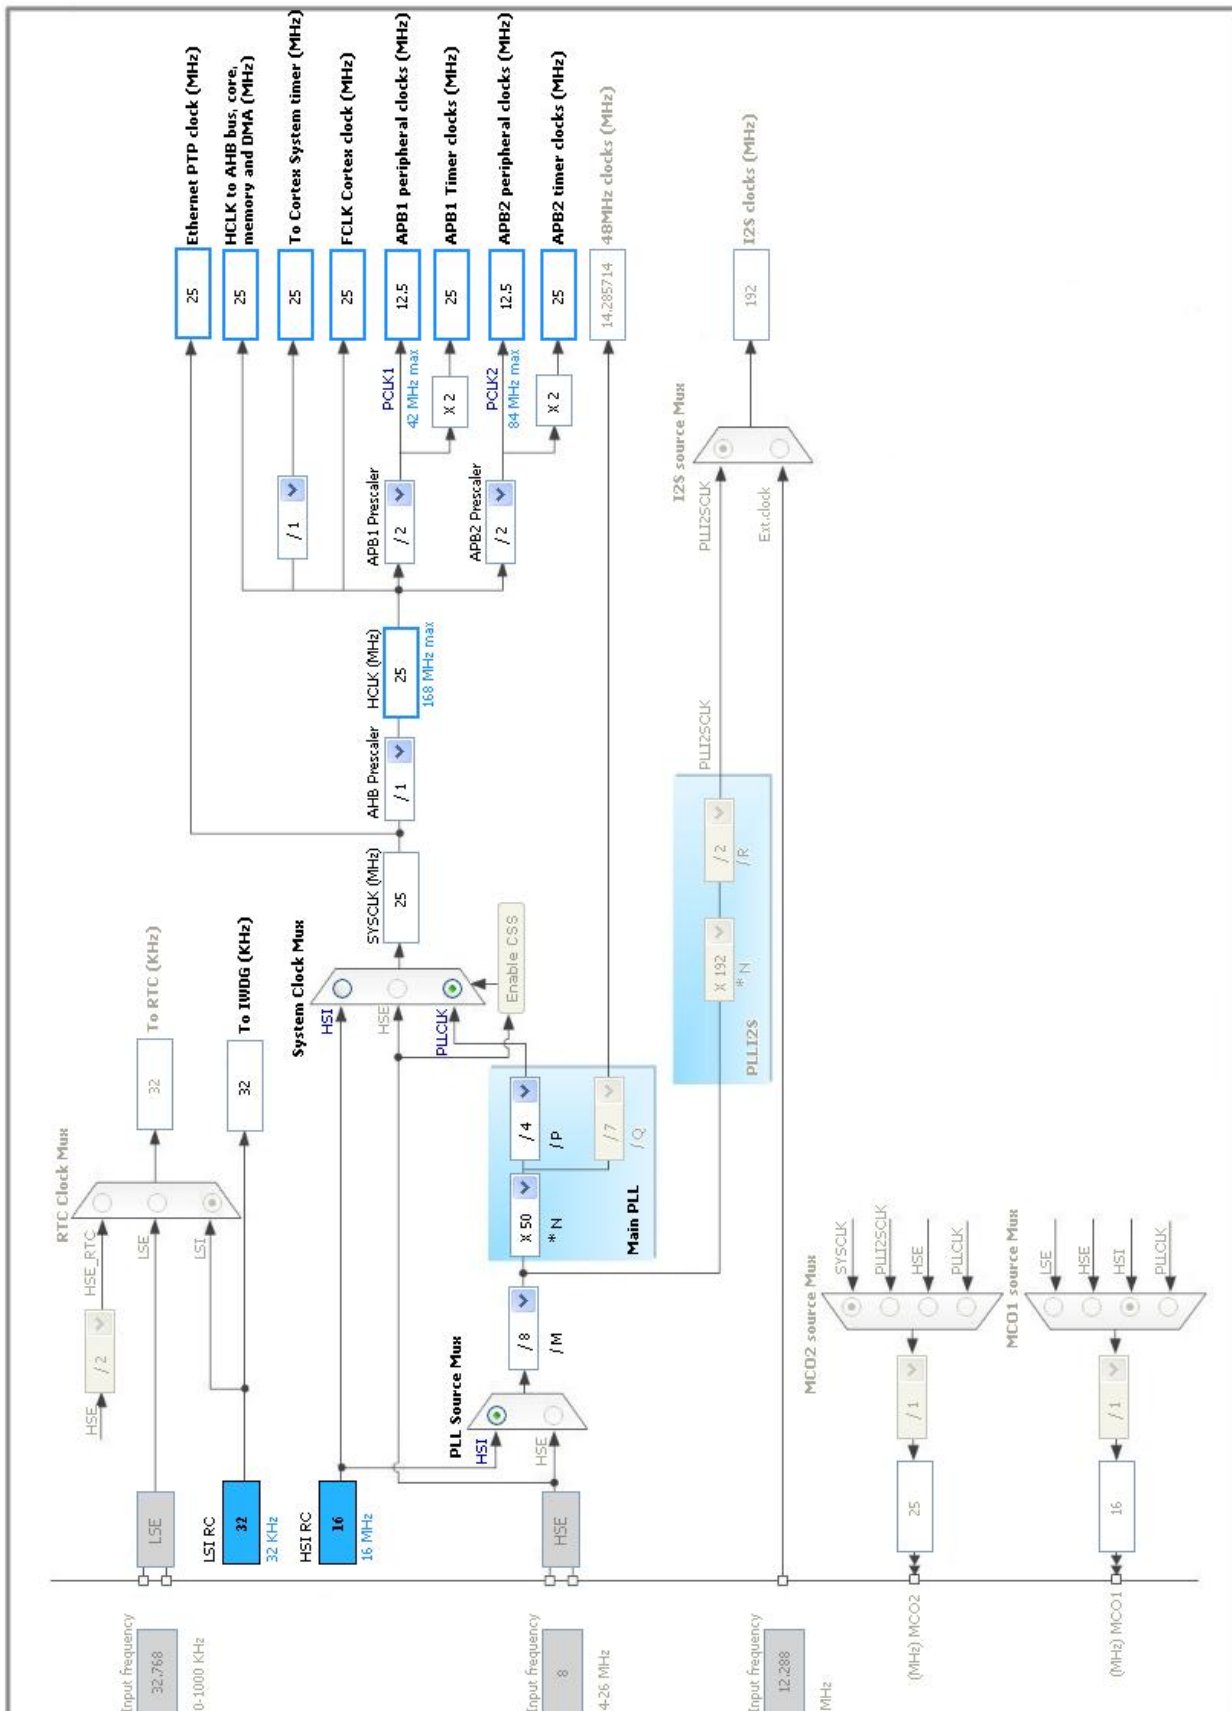 Input frequency
32.768
0-1000 KHz
LSE
HSE
/ 2
HSE_RTC
LSE
LSI
RTC Clock Mux
32
To RTC (KHz)
LSI RC
32
32 KHz
32
To IWDG (KHz)
HSI RC
16
16 MHz
Input frequency
8
4-26 MHz
HSE
PLL Source Mux
HSI
HSE
/ 8
/ M
X 50
* N
/ 4
/ P
/ 7
/ Q
Main PLL
System Clock Mux
HSI
HSE
PLLCLK
Enable CSS
SYSCLK (MHz)
25
AHB Prescaler
/ 1
HCLK (MHz)
25
168 MHz max
/ 1
APB1 Prescaler
/ 2
PCLK1
42 MHz max
X 2
APB2 Prescaler
/ 2
PCLK2
84 MHz max
X 2
25
Ethernet PTP clock (MHz)
25
HCLK to AHB bus, core,
memory and DMA (MHz)
25
To Cortex System timer (MHz)
25
FCLK Cortex clock (MHz)
12.5
APB1 peripheral clocks (MHz)
25
APB1 Timer clocks (MHz)
12.5
APB2 peripheral clocks (MHz)
25
APB2 timer clocks (MHz)
14.285714
48MHz clocks (MHz)
X 192
* N
/ 2
/ R
PLLI2S
PLLI2SCLK
PLLI2SCLK
I2S source Mux
Ext.clock
192
I2S clocks (MHz)
Input frequency
12.288
MHz
MCO2 source Mux
SYSCLK
PLLI2SCLK
HSE
PLLCLK
/ 1
25
(MHz) MCO2
MCO1 source Mux
LSE
HSE
HSI
PLLCLK
/ 1
16
(MHz) MCO1